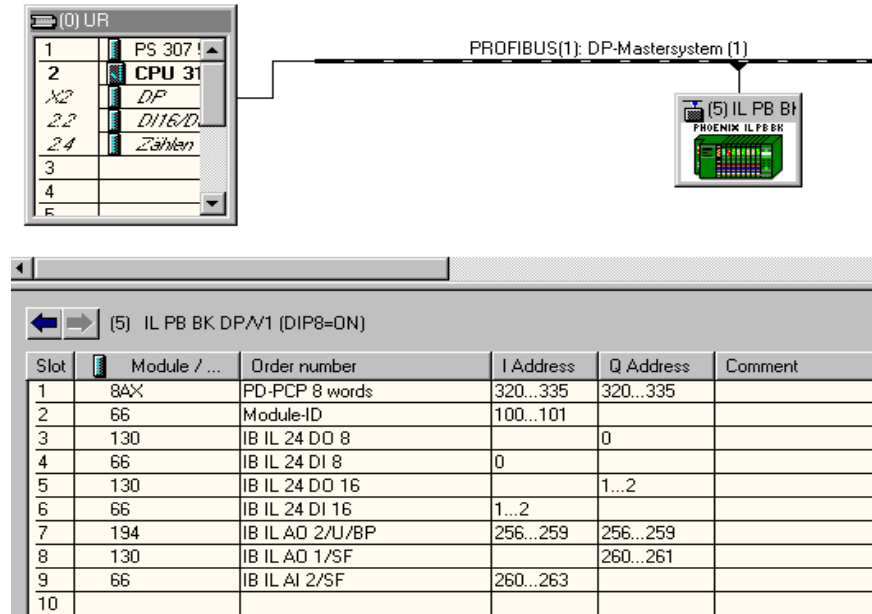 (0) UR
1 PS 307
2 CPU 31
X2 DP
2.2 DI16/D
2.4 Zählen
3
4
5
PROFIBUS(1): DP-Mastersystem (1)
(5) IL PB BK
PHOENIX IL PB BK
(5) IL PB BK DP/V1 (DIP8=ON)
Slot Module / ... Order number I Address Q Address Comment
1 8AX PD-PCP 8 words 320...335 320...335
2 66 Module-ID 100...101
3 130 IB IL 24 DO 8 0
4 66 IB IL 24 DI 8 0
5 130 IB IL 24 DO 16 1...2
6 66 IB IL 24 DI 16 1...2
7 194 IB IL AO 2/U/BP 256...259 256...259
8 130 IB IL AO 1/SF 260...261
9 66 IB IL AI 2/SF 260...263
10